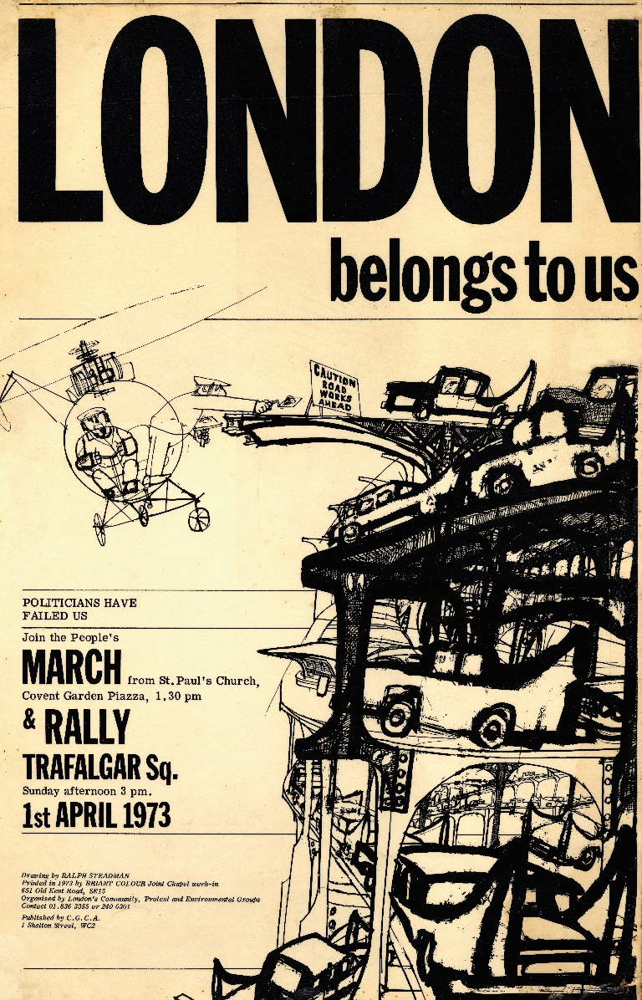 LONDON
belongs to us
CAUTION
ROAD
WORKS
AHEAD
POLITICIANS HAVE
FAILED US
Join the People's
MARCH from St. Paul's Church,
Covent Garden Piazza, 1.30 pm
& RALLY
TRAFALGAR Sq.
Sunday afternoon 3 pm.
1st APRIL 1973
Drawing by RALPH STEADMAN
Printed in 1973 by BRIANT COLOUR Joint Chapel work-in
651 Old Kent Road, SE15
Organised by London's Community, Protest and Environmental Groups
Contact 01.836 3355 or 240
Published by C.G.C.A.
1 Shelton Street, WC2